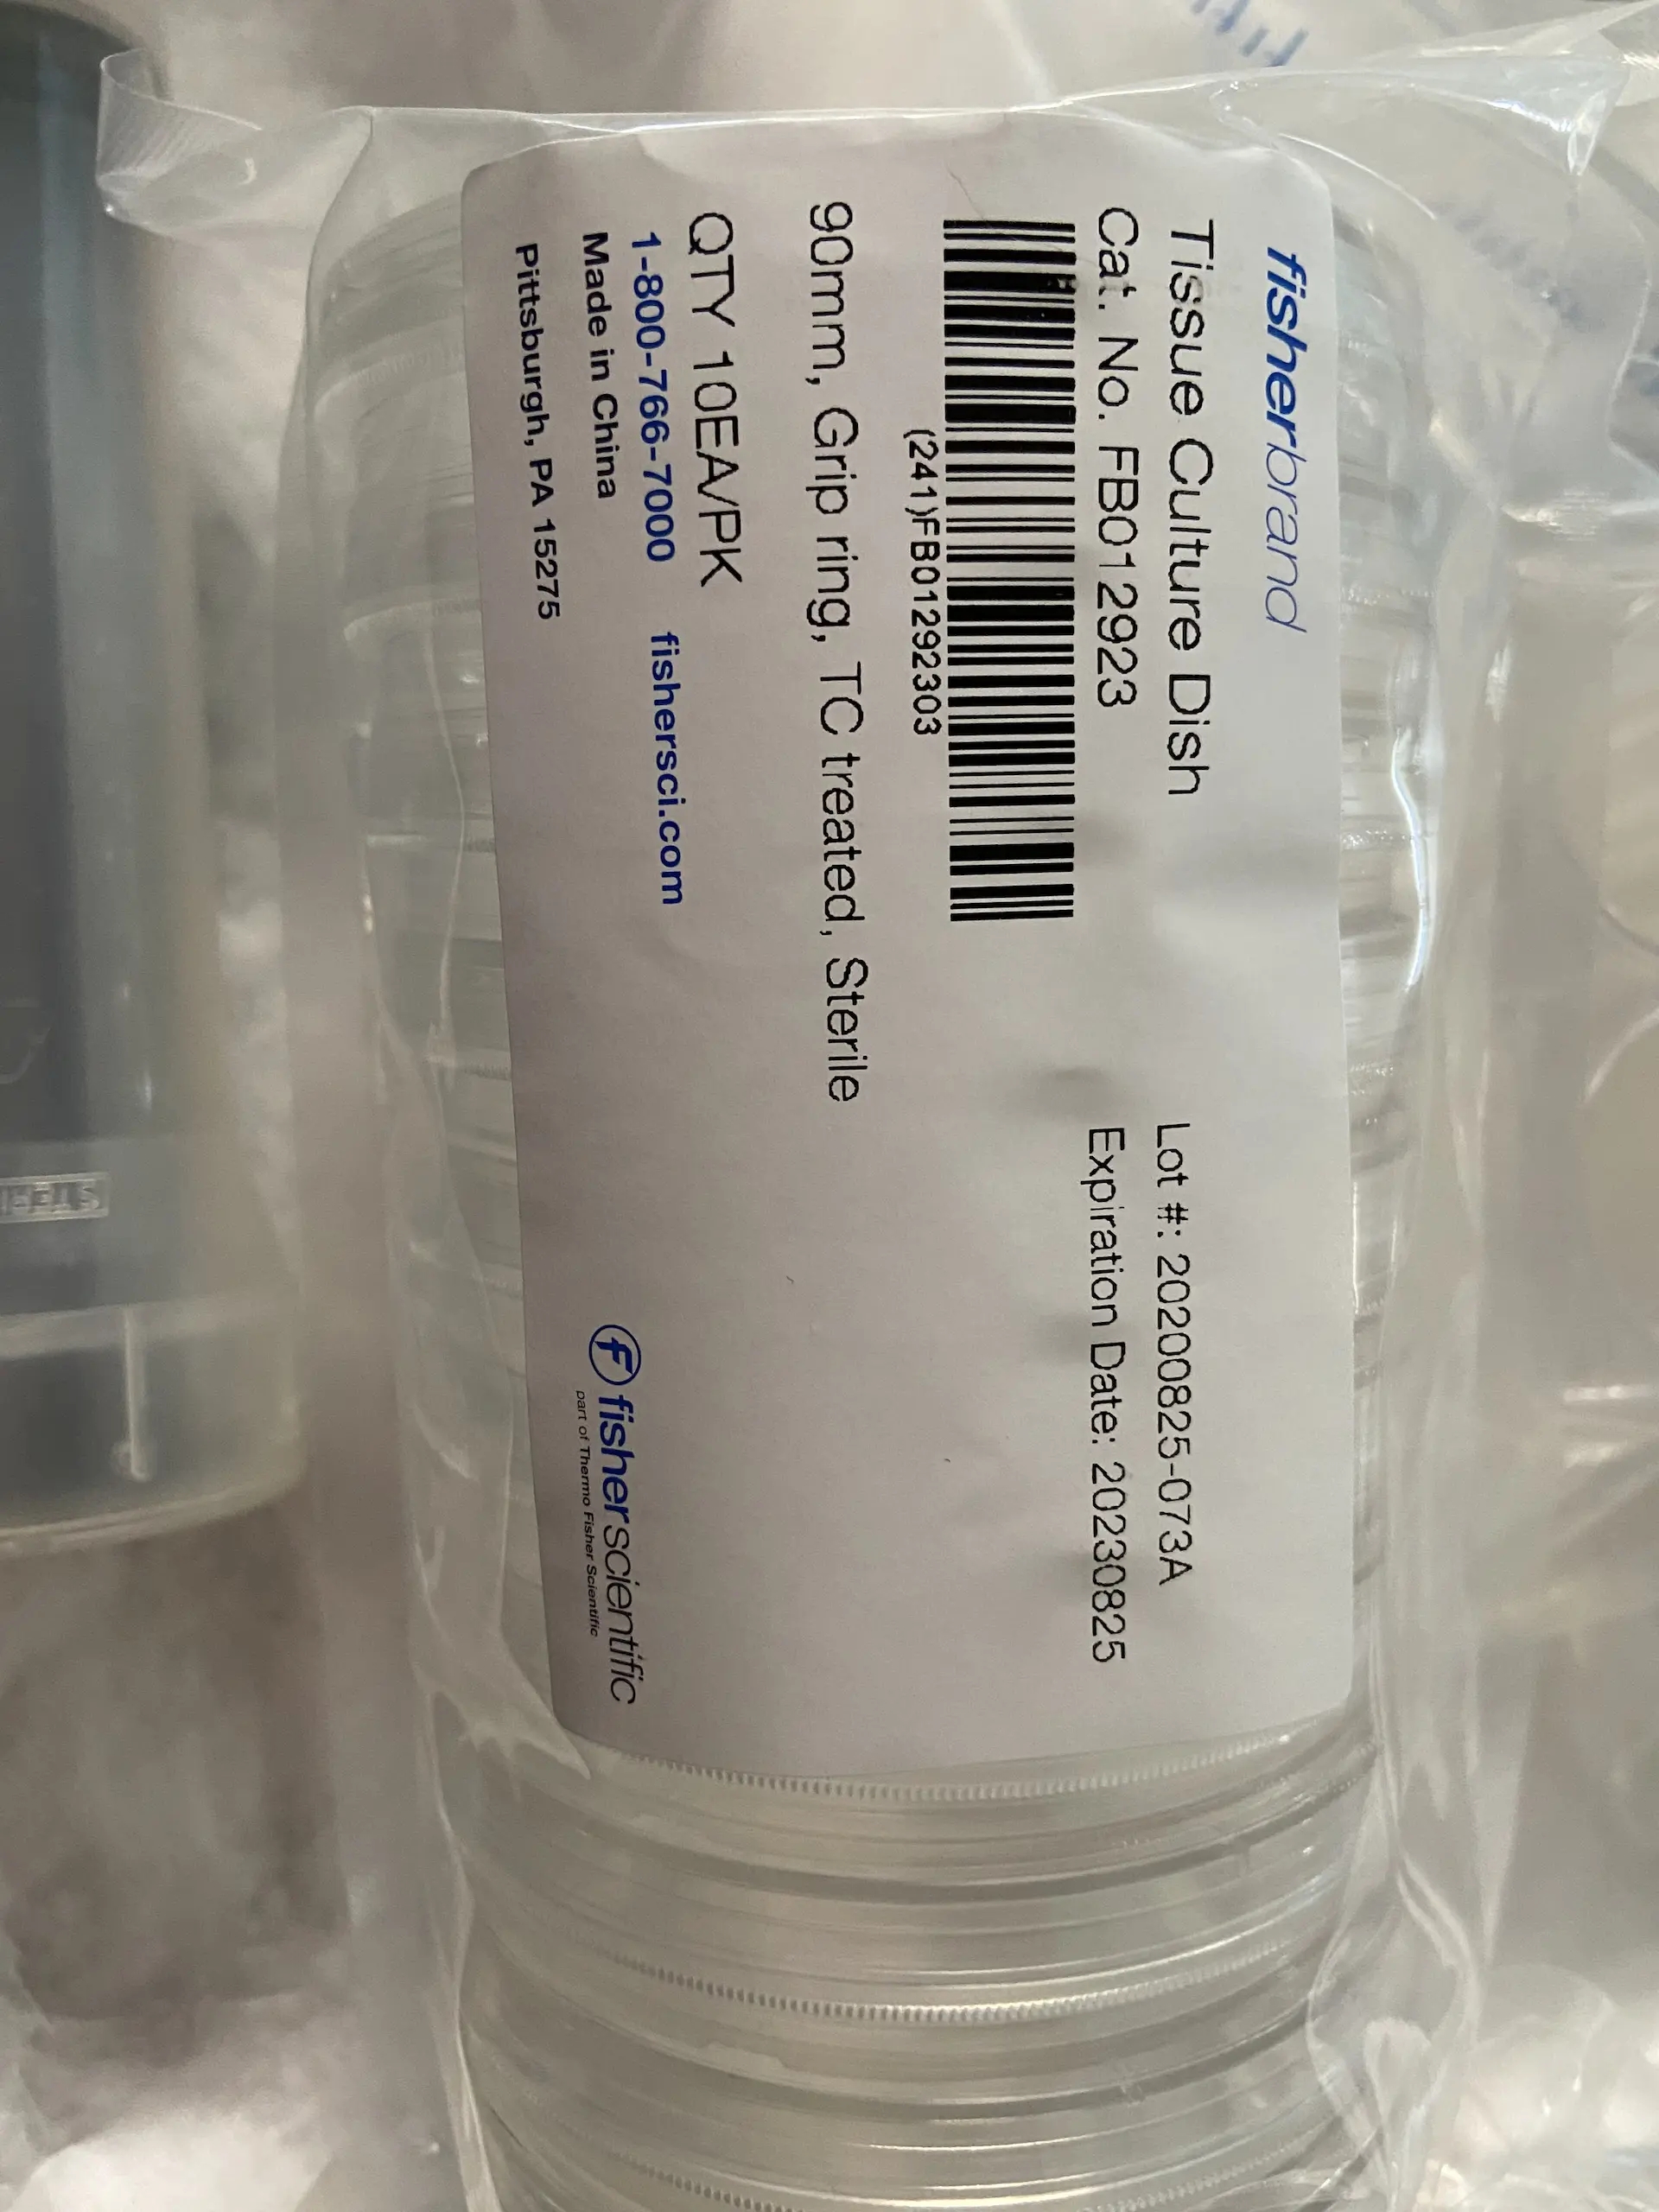 fisherbrand
Tissue Culture Dish
Lot #: 20200825-073A
Cat. No. FB012923
Expiration Date: 20230825
(241)FB01292303
90mm, Grip ring, TC treated, Sterile
QTY 10EA/PK
1-800-766-7000 fishersci.com
Made in China
Pittsburgh, PA 15275
fisherscientific
part of Thermo Fisher Scientific